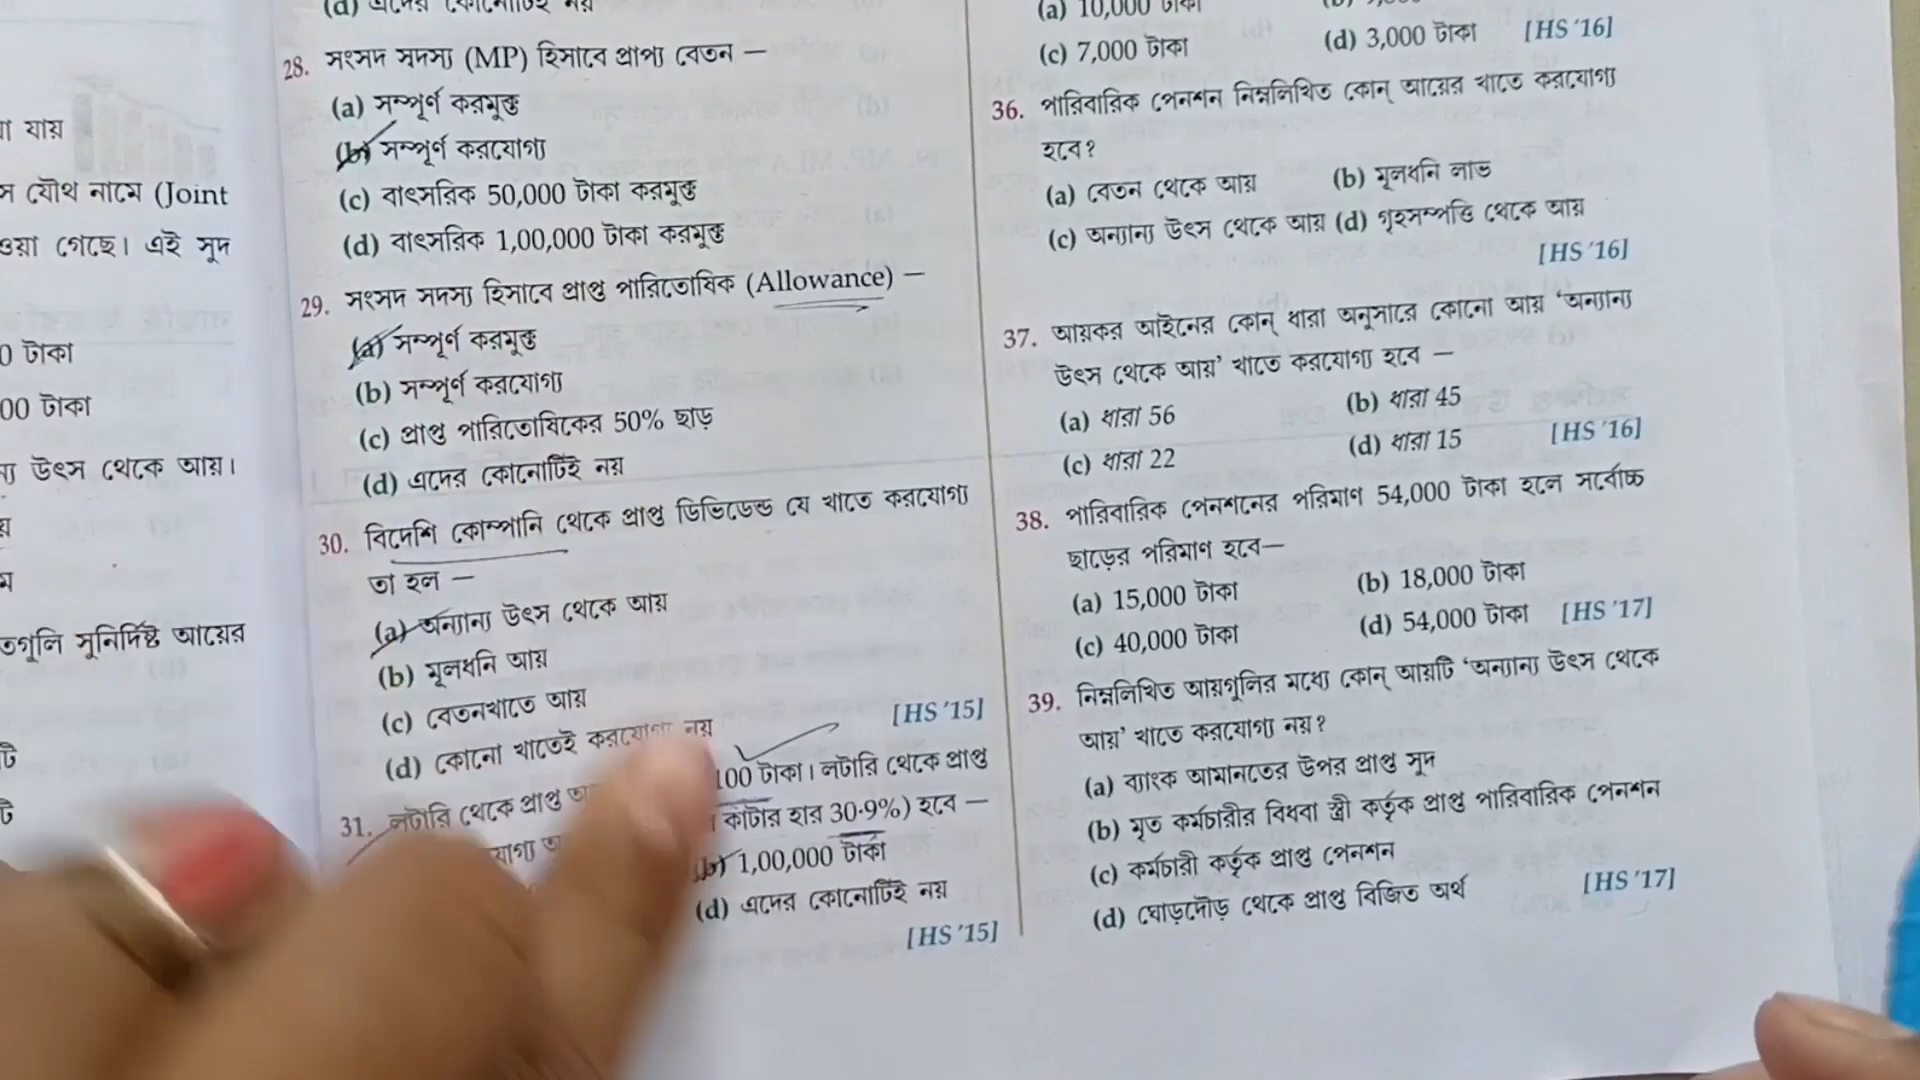 যা যায়
স যৌথ নামে (Joint
ওয়া গেছে। এই সুদ
0 টাকা
00 টাকা
উৎস থেকে আয়।
তগুলি সুনির্দিষ্ট আয়ের
(d) এদের কোনোটিই নয়
28. সংসদ সদস্য (MP) হিসাবে প্রাপ্য বেতন —
(a) সম্পূর্ণ করমুক্ত
(b) সম্পূর্ণ করযোগ্য
(c) বাৎসরিক 50,000 টাকা করমুক্ত
(d) বাৎসরিক 1,00,000 টাকা করমুক্ত
29. সংসদ সদস্য হিসাবে প্রাপ্ত পারিতোষিক (Allowance) —
(a) সম্পূর্ণ করমুক্ত
(b) সম্পূর্ণ করযোগ্য
(c) প্রাপ্ত পারিতোষিকের 50% ছাড়
(d) এদের কোনোটিই নয়
30. বিদেশি কোম্পানি থেকে প্রাপ্ত ডিভিডেন্ড যে খাতে করযোগ্য
তা হল —
(a) অন্যান্য উৎস থেকে আয়
(b) মূলধনি আয়
(c) বেতনখাতে আয়
(d) কোনো খাতেই করযোগ্য নয় [HS '15]
31. লটারি থেকে প্রাপ্ত 100 টাকা। লটারি থেকে প্রাপ্ত
কাটার হার 30·9%) হবে —
(b) 1,00,000 টাকা
(d) এদের কোনোটিই নয়
[HS '15]
(a) 10,000 টাকা
(c) 7,000 টাকা (d) 3,000 টাকা [HS '16]
36. পারিবারিক পেনশন নিম্নলিখিত কোন্ আয়ের খাতে করযোগ্য
হবে?
(a) বেতন থেকে আয় (b) মূলধনি লাভ
(c) অন্যান্য উৎস থেকে আয় (d) গৃহসম্পত্তি থেকে আয়
[HS '16]
37. আয়কর আইনের কোন্ ধারা অনুসারে কোনো আয় ‘অন্যান্য
উৎস থেকে আয়’ খাতে করযোগ্য হবে —
(a) ধারা 56 (b) ধারা 45
(c) ধারা 22 (d) ধারা 15 [HS '16]
38. পারিবারিক পেনশনের পরিমাণ 54,000 টাকা হলে সর্বোচ্চ
ছাড়ের পরিমাণ হবে—
(a) 15,000 টাকা (b) 18,000 টাকা
(c) 40,000 টাকা (d) 54,000 টাকা [HS '17]
39. নিম্নলিখিত আয়গুলির মধ্যে কোন্ আয়টি ‘অন্যান্য উৎস থেকে
আয়’ খাতে করযোগ্য নয়?
(a) ব্যাংক আমানতের উপর প্রাপ্ত সুদ
(b) মৃত কর্মচারীর বিধবা স্ত্রী কর্তৃক প্রাপ্ত পারিবারিক পেনশন
(c) কর্মচারী কর্তৃক প্রাপ্ত পেনশন
(d) ঘোড়দৌড় থেকে প্রাপ্ত বিজিত অর্থ [HS '17]